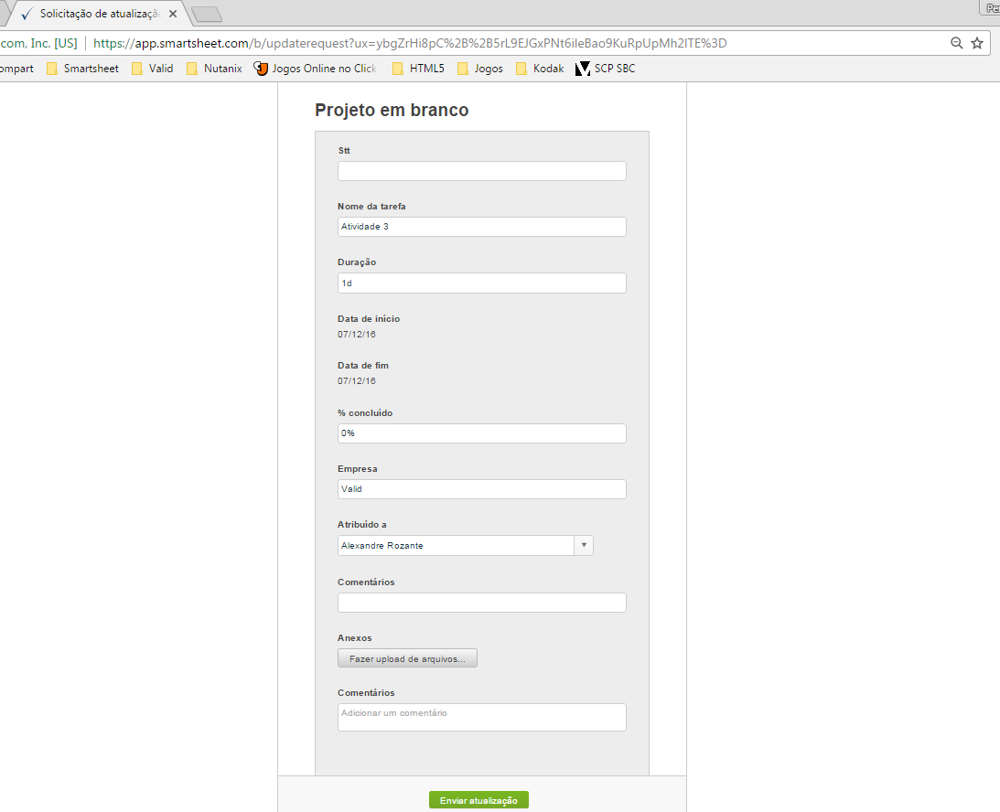 Solicitação de atualizaçã
Pe
com, Inc. [US] https://app.smartsheet.com/b/updaterequest?ux=ybgZrHi8pC%2B%2B5rL9EJGxPNt6ileBao9KuRpUpMh2lTE%3D
ompart Smartsheet Valid Nutanix Jogos Online no Click HTML5 Jogos Kodak SCP SBC
Projeto em branco
Stt
Nome da tarefa
Atividade 3
Duração
1d
Data de início
07/12/16
Data de fim
07/12/16
% concluído
0%
Empresa
Valid
Atribuído a
Alexandre Rozante
Comentários
Anexos
Fazer upload de arquivos...
Comentários
Adicionar um comentário
Enviar atualização